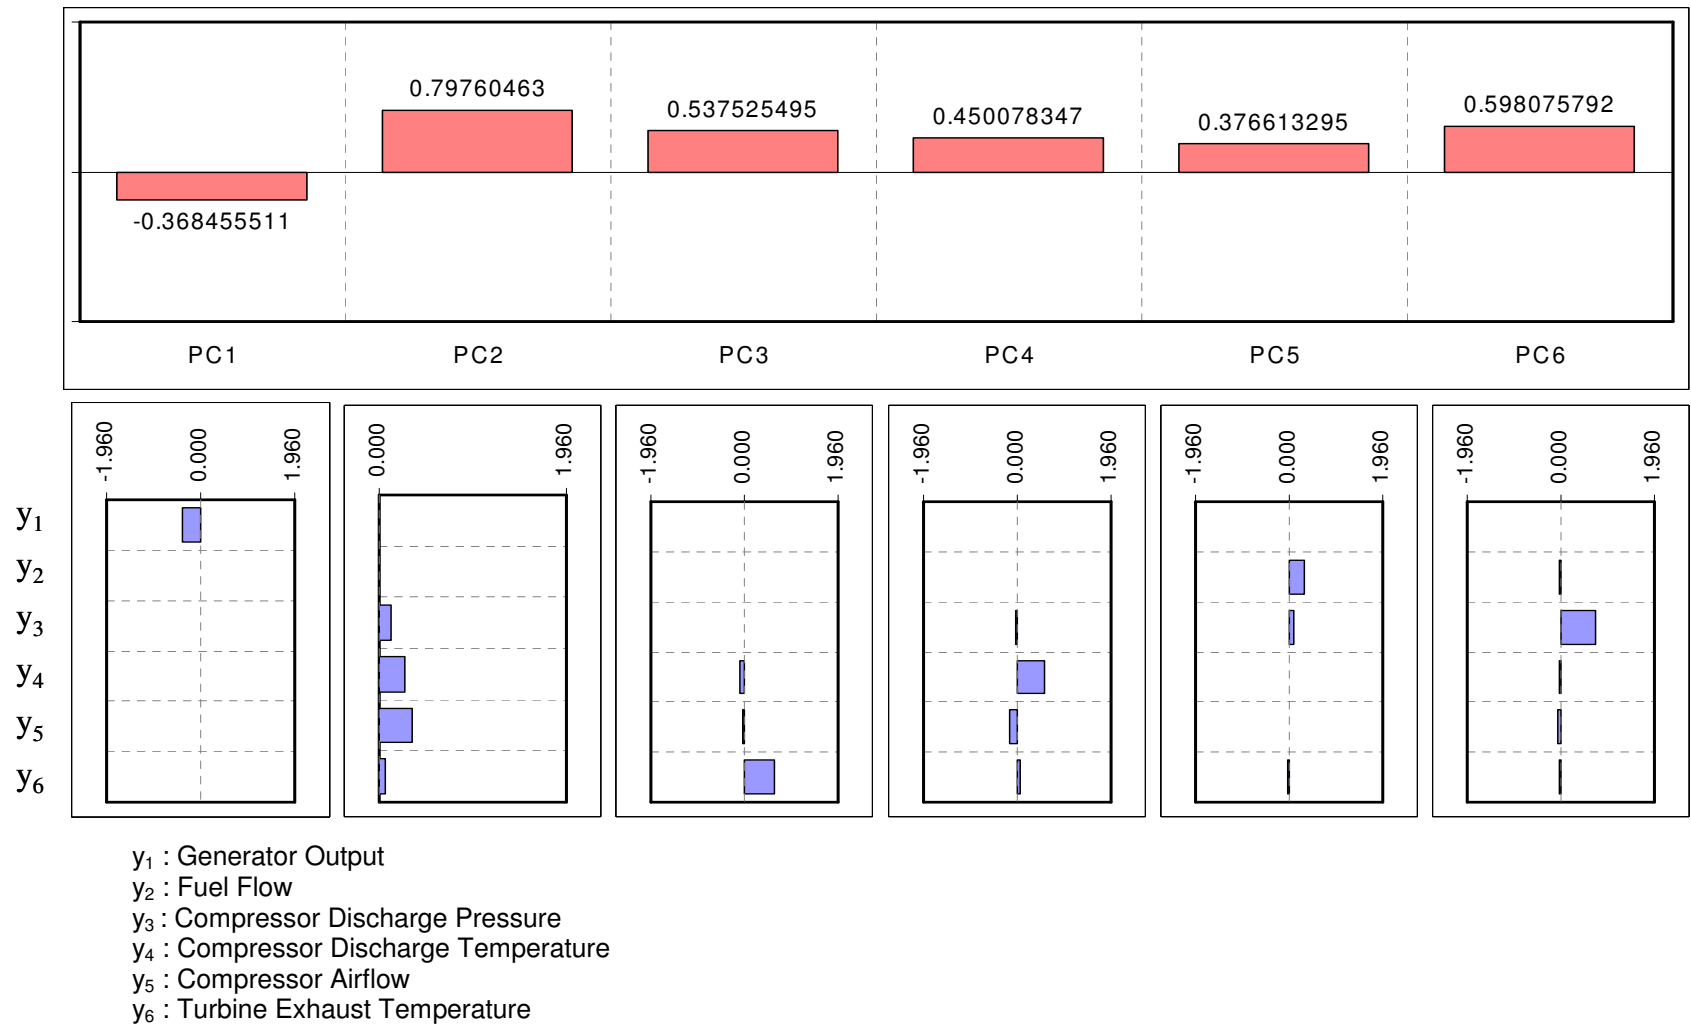 0.79760463
0.537525495
0.450078347
0.376613295
0.598075792
-0.368455511
PC1 PC2 PC3 PC4 PC5 PC6
-1.960 0.000 1.960 0.000 1.960 -1.960 0.000 1.960 -1.960 0.000 1.960 -1.960 0.000 1.960 -1.960 0.000 1.960
y1
y2
y3
y4
y5
y6
y1 : Generator Output
y2 : Fuel Flow
y3 : Compressor Discharge Pressure
y4 : Compressor Discharge Temperature
y5 : Compressor Airflow
y6 : Turbine Exhaust Temperature